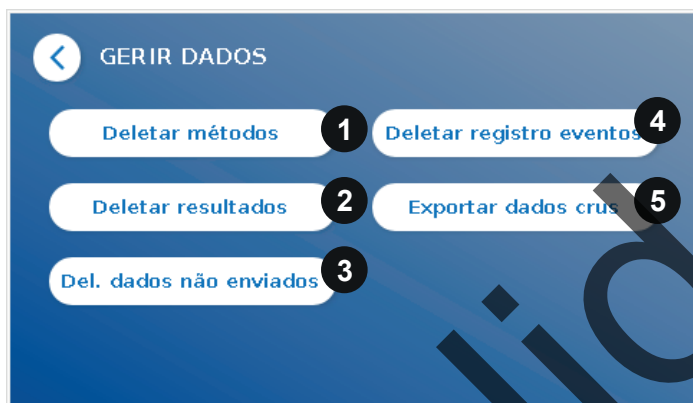 GERIR DADOS
Deletar métodos 1
Deletar registro eventos 4
Deletar resultados 2
Exportar dados crus 5
Del. dados não enviados 3